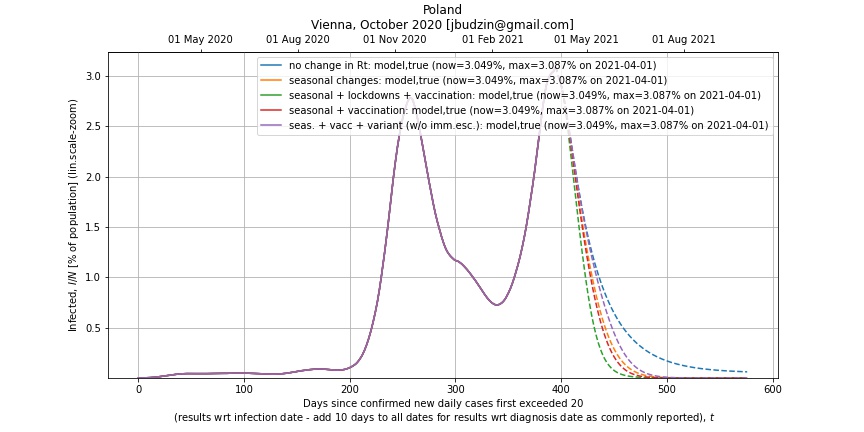 Poland
Vienna, October 2020 [jbudzin@gmail.com]
01 May 2020 01 Aug 2020 01 Nov 2020 01 Feb 2021 01 May 2021 01 Aug 2021
no change in Rt: model,true (now=3.049%, max=3.087% on 2021-04-01)
seasonal changes: model,true (now=3.049%, max=3.087% on 2021-04-01)
seasonal + lockdowns + vaccination: model,true (now=3.049%, max=3.087% on 2021-04-01)
seasonal + vaccination: model,true (now=3.049%, max=3.087% on 2021-04-01)
seas. + vacc + variant (w/o imm.esc.): model,true (now=3.049%, max=3.087% on 2021-04-01)
3.0
2.5
2.0
1.5
1.0
0.5
Infected, I/N [% of population] (lin.scale-zoom)
0 100 200 300 400 500 600
Days since confirmed new daily cases first exceeded 20
(results wrt infection date - add 10 days to all dates for results wrt diagnosis date as commonly reported), t